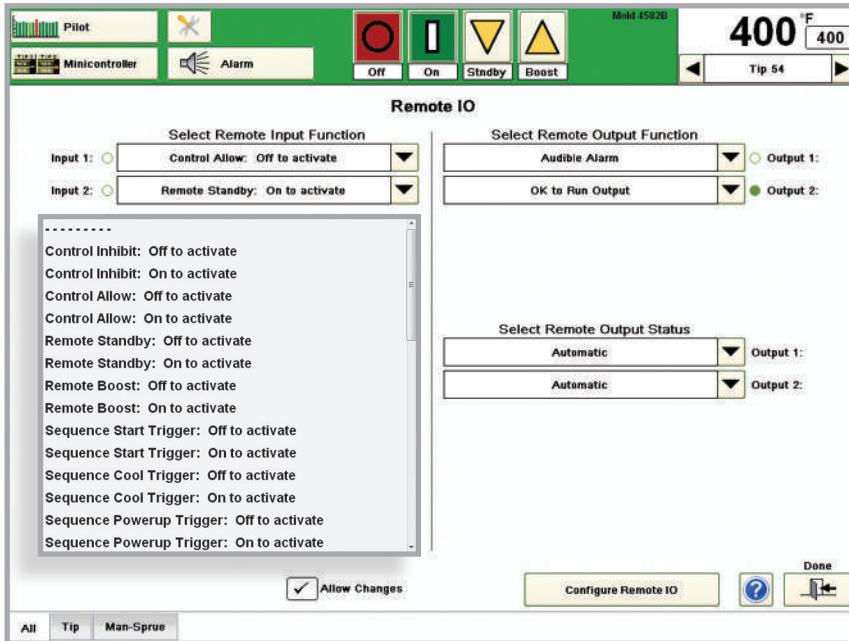 Pilot
Minicontroller
Alarm
Off
On
Stndby
Boost
Mold 4582B
400 °F
400
Tip 54
Remote IO
Select Remote Input Function
Input 1:
Control Allow: Off to activate
Input 2:
Remote Standby: On to activate
---------
Control Inhibit: Off to activate
Control Inhibit: On to activate
Control Allow: Off to activate
Control Allow: On to activate
Remote Standby: Off to activate
Remote Standby: On to activate
Remote Boost: Off to activate
Remote Boost: On to activate
Sequence Start Trigger: Off to activate
Sequence Start Trigger: On to activate
Sequence Cool Trigger: Off to activate
Sequence Cool Trigger: On to activate
Sequence Powerup Trigger: Off to activate
Sequence Powerup Trigger: On to activate
Select Remote Output Function
Audible Alarm
Output 1:
OK to Run Output
Output 2:
Select Remote Output Status
Automatic
Output 1:
Automatic
Output 2:
Allow Changes
Configure Remote IO
?
Done
All
Tip
Man-Sprue